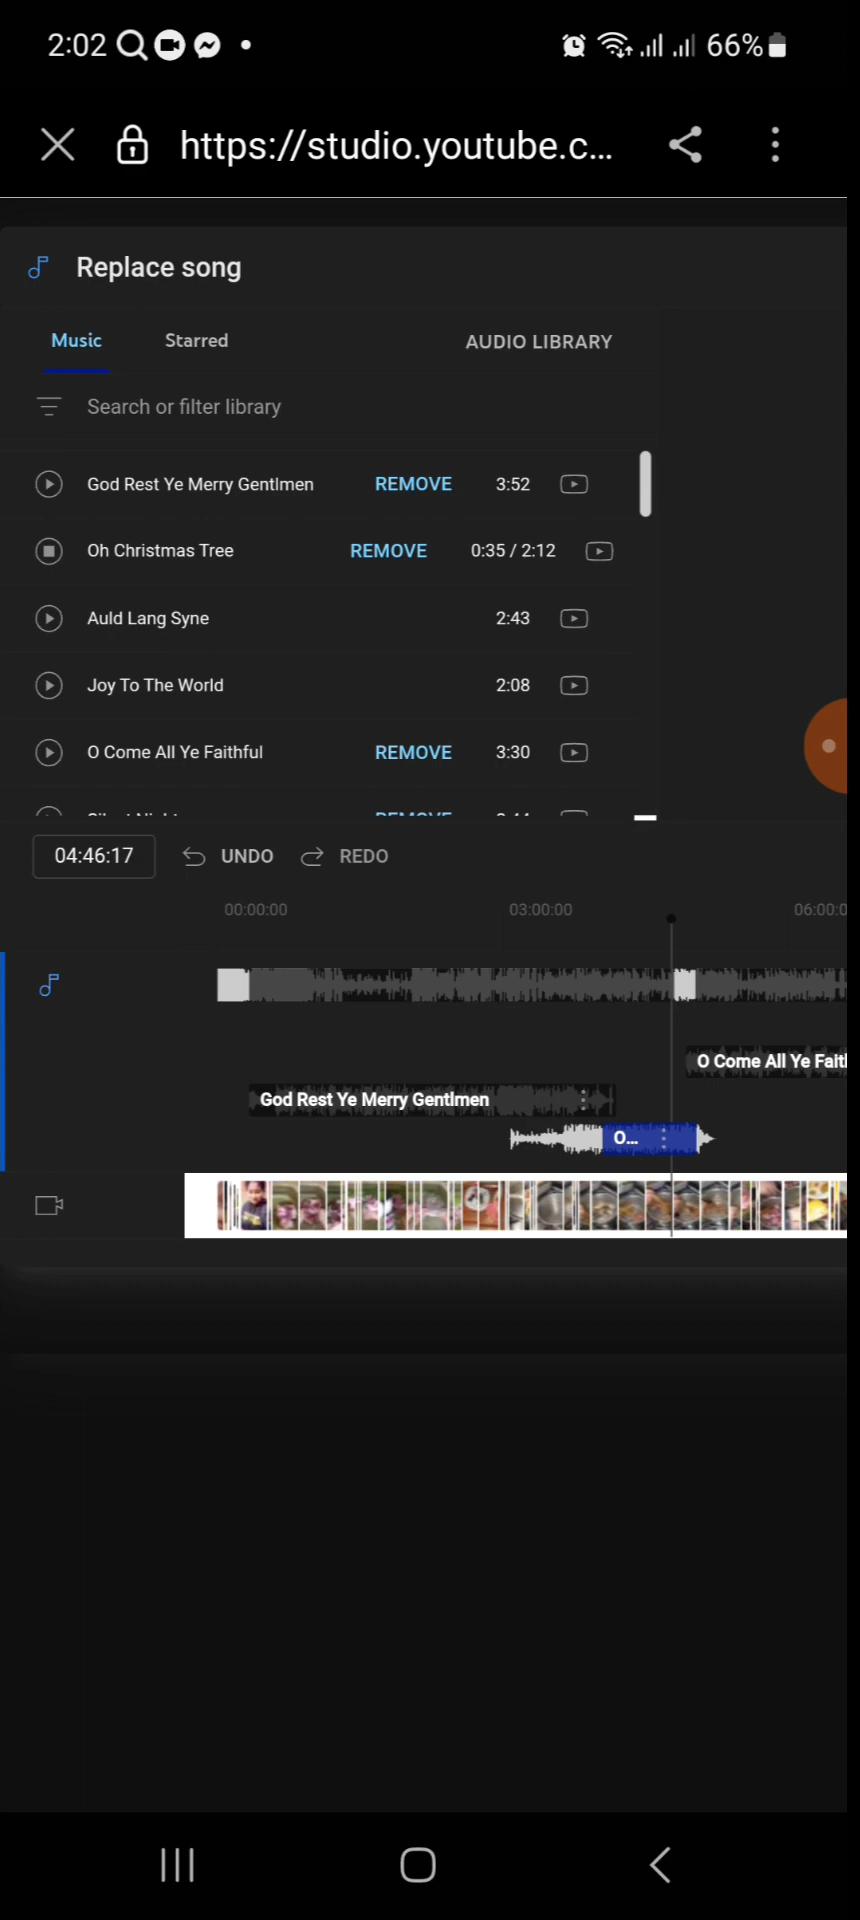 2:02
66%
https://studio.youtube.c...
Replace song
Music Starred AUDIO LIBRARY
Search or filter library
God Rest Ye Merry Gentlmen REMOVE 3:52
Oh Christmas Tree REMOVE 0:35 / 2:12
Auld Lang Syne 2:43
Joy To The World 2:08
O Come All Ye Faithful REMOVE 3:30
04:46:17 UNDO REDO
00:00:00 03:00:00 06:00:0
O Come All Ye Faitl
God Rest Ye Merry Gentlmen
O...